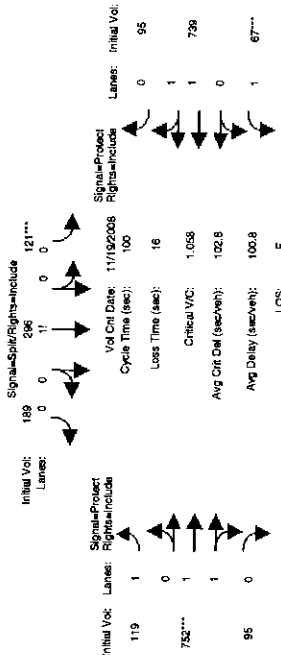 Signal=Split/Rights=Include
Initial Vol: 189 296 121***
Lanes: 0 0 1! 0 0
Initial Vol: Lanes: Signal=Protect Rights=Include
Vol Cnt Date: 11/19/2008
Signal=Protect Rights=Include Lanes: Initial Vol:
Cycle Time (sec): 100
119 1
0 95
0
Loss Time (sec): 16
1
752*** 1
Critical V/C: 1.058
1 739
1
Avg Crit Del (sec/veh): 102.6
0
95 0
Avg Delay (sec/veh): 100.8
1 67***
LOS: F